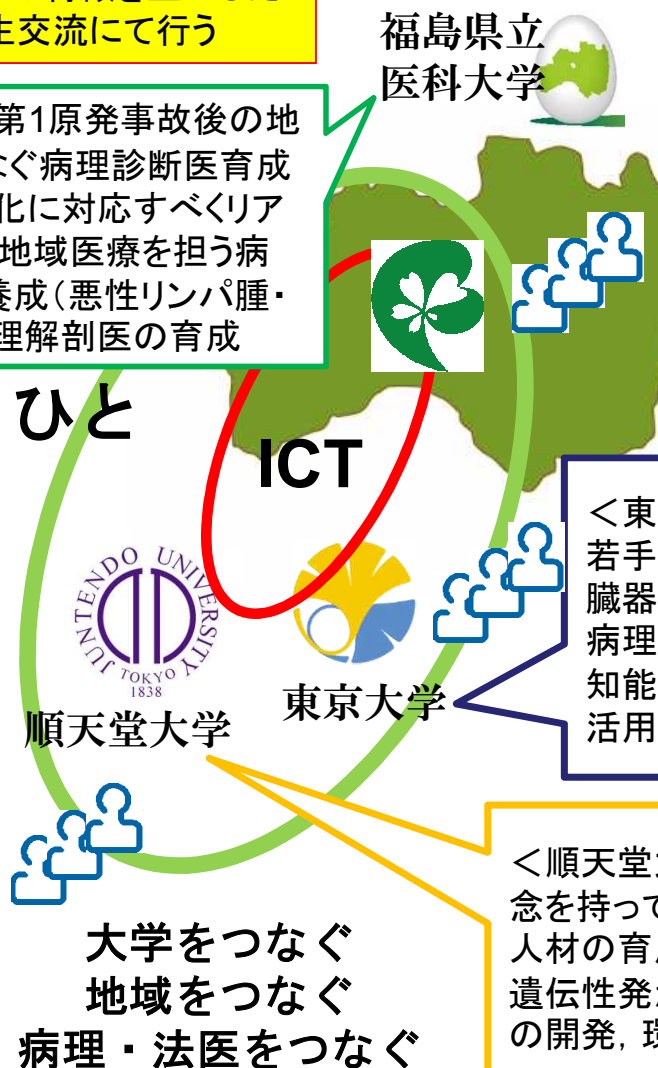 生交流にて行う
福島県立
医科大学
第1原発事故後の地
なぐ病理診断医育成
化に対応すべくリア
地域医療を担う病
養成（悪性リンパ腫・
理解剖医の育成
ひと
ICT
JUNTENDO UNIVERSITY
TOKYO
1838
順天堂大学
東京大学
＜東
若手
臓器
病理
知能
活用
＜順天堂
念を持って
人材の育
遺伝性発
の開発，環
大学をつなぐ
地域をつなぐ
病理・法医をつなぐ